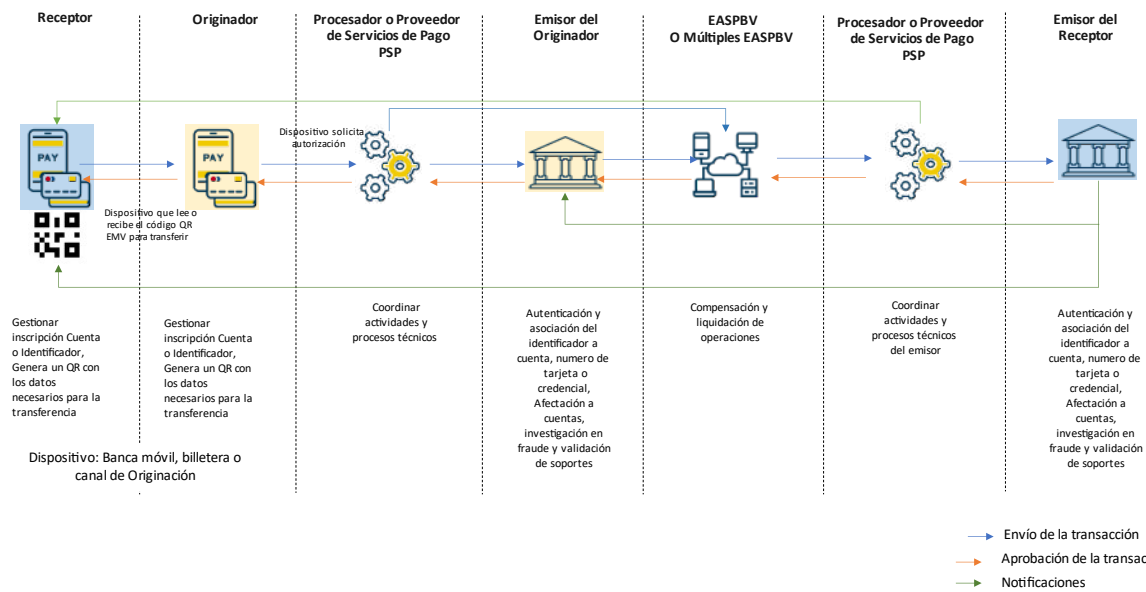 Receptor
Originador
Procesador o Proveedor
de Servicios de Pago
PSP
Emisor del
Originador
EASPBV
O Múltiples EASPBV
Procesador o Proveedor
de Servicios de Pago
PSP
Emisor del
Receptor
PAY
PAY
Dispositivo solicita
autorización
Dispositivo que lee o
recibe el código QR
EMV para transferir
Gestionar
inscripción Cuenta
o Identificador,
Genera un QR con
los datos
necesarios para la
transferencia
Gestionar
inscripción Cuenta
o Identificador,
Genera un QR con
los datos
necesarios para la
transferencia
Coordinar
actividades y
procesos técnicos
Autenticación y
asociación del
identificador a
cuenta, numero de
tarjeta o
credencial,
Afectación a
cuentas,
investigación en
fraude y validación
de soportes
Compensación y
liquidación de
operaciones
Coordinar
actividades y
procesos técnicos
del emisor
Autenticación y
asociación del
identificador a
cuenta, numero de
tarjeta o
credencial,
Afectación a
cuentas,
investigación en
fraude y validación
de soportes
Dispositivo: Banca móvil, billetera o
canal de Originación
Envío de la transacción
Aprobación de la transac
Notificaciones